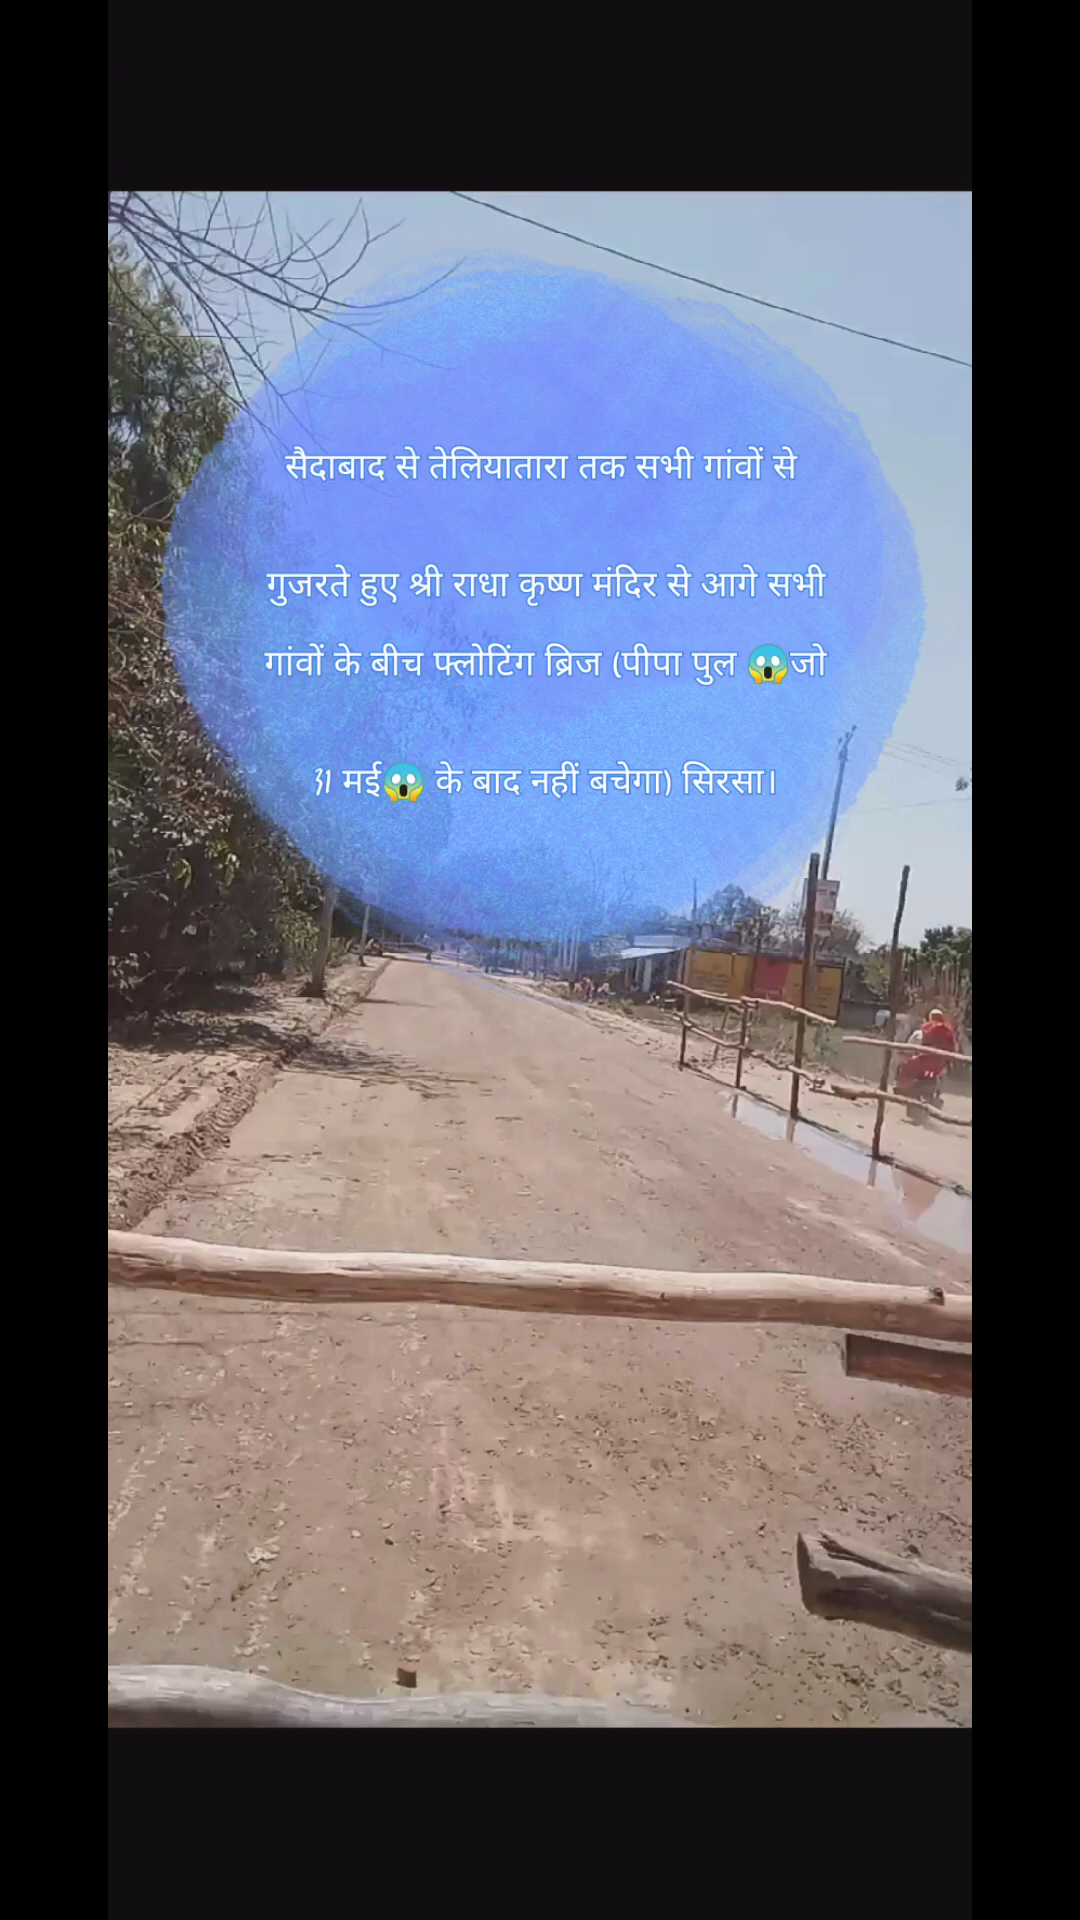 सैदाबाद से तेलियातारा तक सभी गांवों से
गुजरते हुए श्री राधा कृष्ण मंदिर से आगे सभी
गांवों के बीच फ्लोटिंग ब्रिज (पीपा पुल 😱जो
31 मई😱 के बाद नहीं बचेगा) सिरसा।